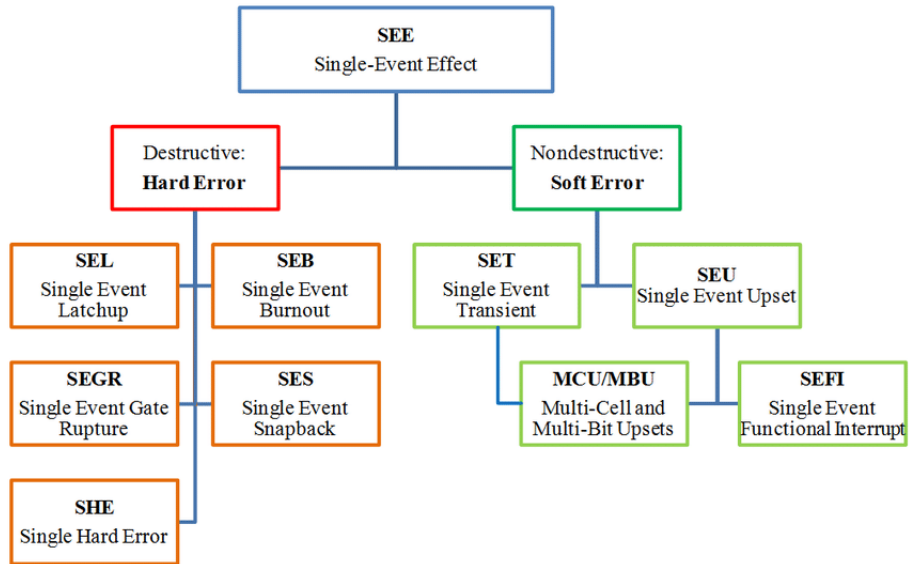 SEE
Single-Event Effect
Destructive:
Hard Error
Nondestructive:
Soft Error
SEL
Single Event
Latchup
SEB
Single Event
Burnout
SET
Single Event
Transient
SEU
Single Event Upset
SEGR
Single Event Gate
Rupture
SES
Single Event
Snapback
MCU/MBU
Multi-Cell and
Multi-Bit Upsets
SEFI
Single Event
Functional Interrupt
SHE
Single Hard Error